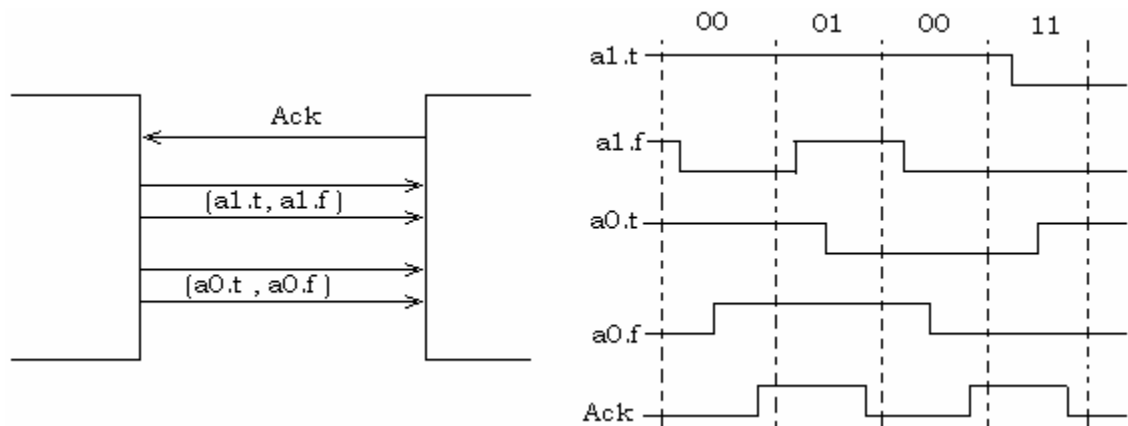 Ack
(a1.t, a1.f)
(a0.t , a0.f)
00 01 00 11
a1.t
a1.f
a0.t
a0.f
Ack